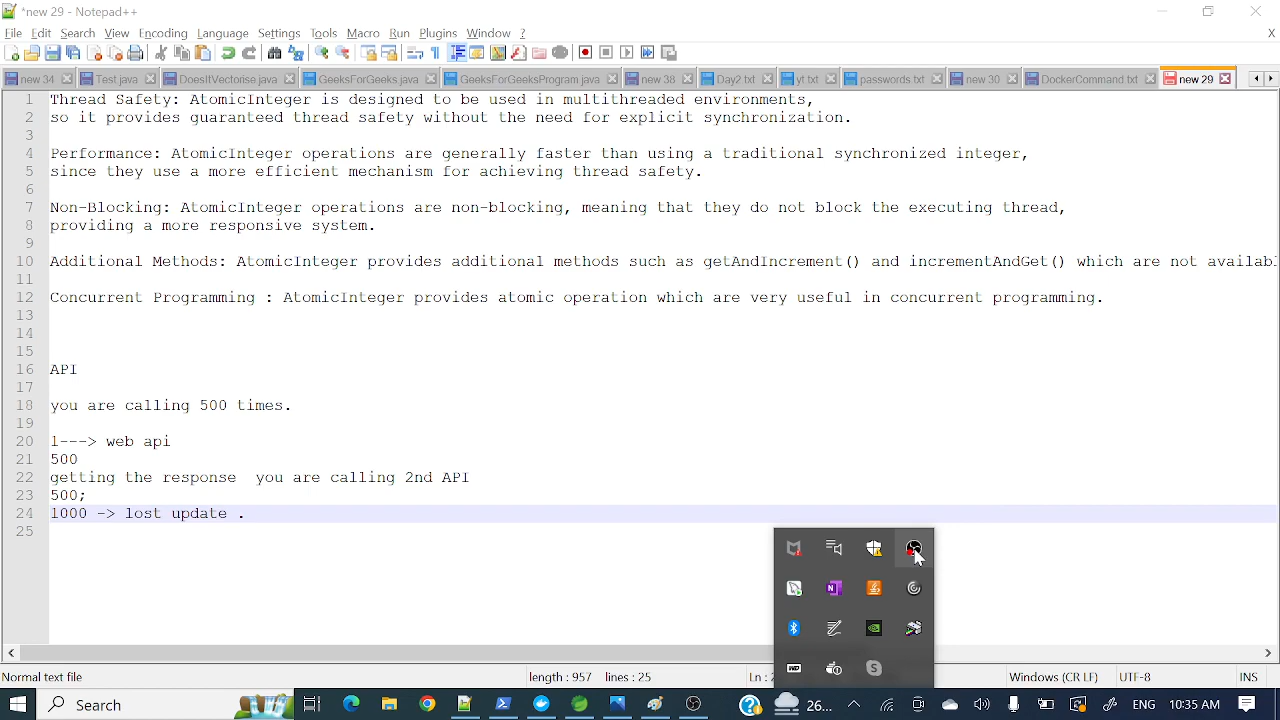 *new 29 - Notepad++
File Edit Search View Encoding Language Settings Tools Macro Run Plugins Window ? X
new 34 Test.java DoesItVectorise.java GeeksForGeeks.java GeeksForGeeksProgram.java new 38 Day2.txt yt.txt passwords.txt new 30 DockerCommand.txt new 29
1 Thread Safety: AtomicInteger is designed to be used in multithreaded environments,
2 so it provides guaranteed thread safety without the need for explicit synchronization.
3
4 Performance: AtomicInteger operations are generally faster than using a traditional synchronized integer,
5 since they use a more efficient mechanism for achieving thread safety.
6
7 Non-Blocking: AtomicInteger operations are non-blocking, meaning that they do not block the executing thread,
8 providing a more responsive system.
9
10 Additional Methods: AtomicInteger provides additional methods such as getAndIncrement() and incrementAndGet() which are not availabl
11
12 Concurrent Programming : AtomicInteger provides atomic operation which are very useful in concurrent programming.
13
14
15
16 API
17
18 you are calling 500 times.
19
20 1---> web api
21 500
22 getting the response  you are calling 2nd API
23 500;
24 1000 -> lost update .
25
Normal text file length : 957 lines : 25 Ln : Windows (CR LF) UTF-8 INS
Search 26... ENG 10:35 PM